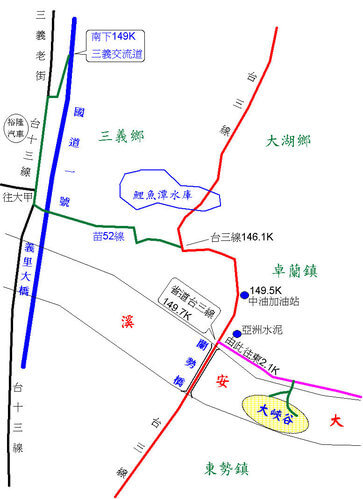 三義老街
南下149K
三義交流道
台三線
裕隆
汽車
台十三線
國道一號
三義鄉
大湖鄉
鯉魚潭水庫
往大甲
苗52線
台三線146.1K
義里大橋
卓蘭鎮
省道台三線
149.7K
149.5K
中油加油站
溪
亞洲水泥
由此往東2.1K
蘭勢橋
安
大峽谷
大
台十三線
台三線
東勢鎮